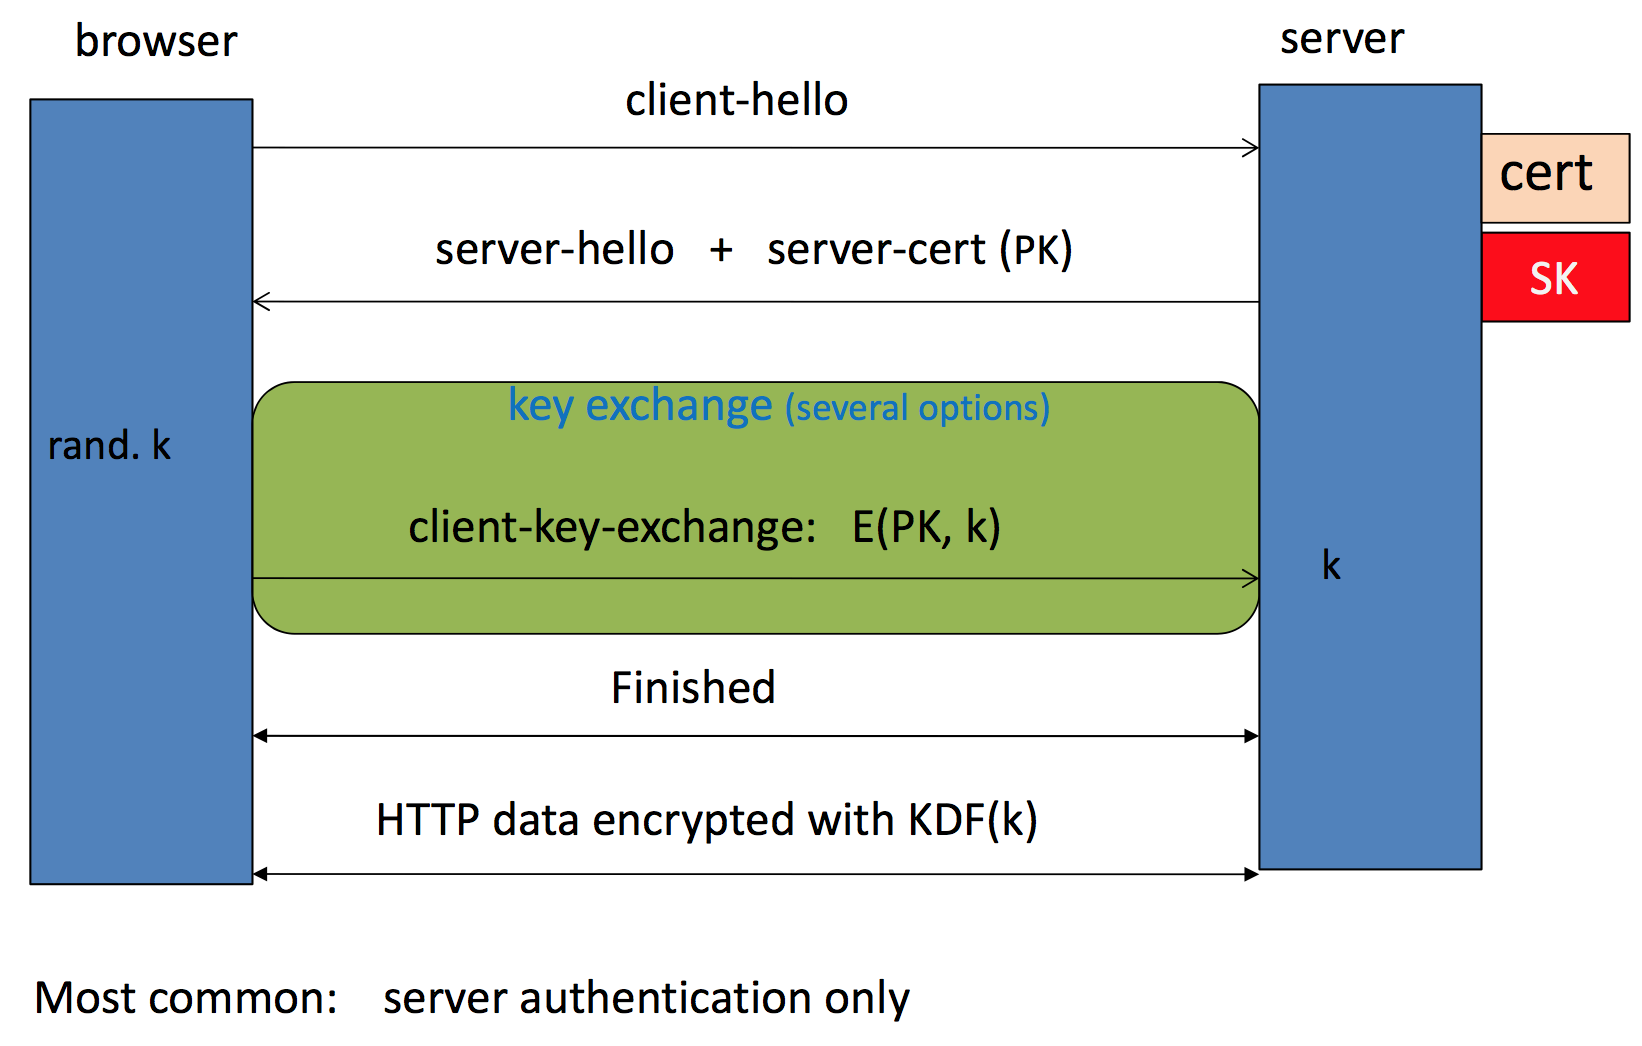 browser
server
client-hello
cert
server-hello + server-cert (PK)
SK
key exchange (several options)
rand. k
client-key-exchange: E(PK, k)
k
Finished
HTTP data encrypted with KDF(k)
Most common: server authentication only